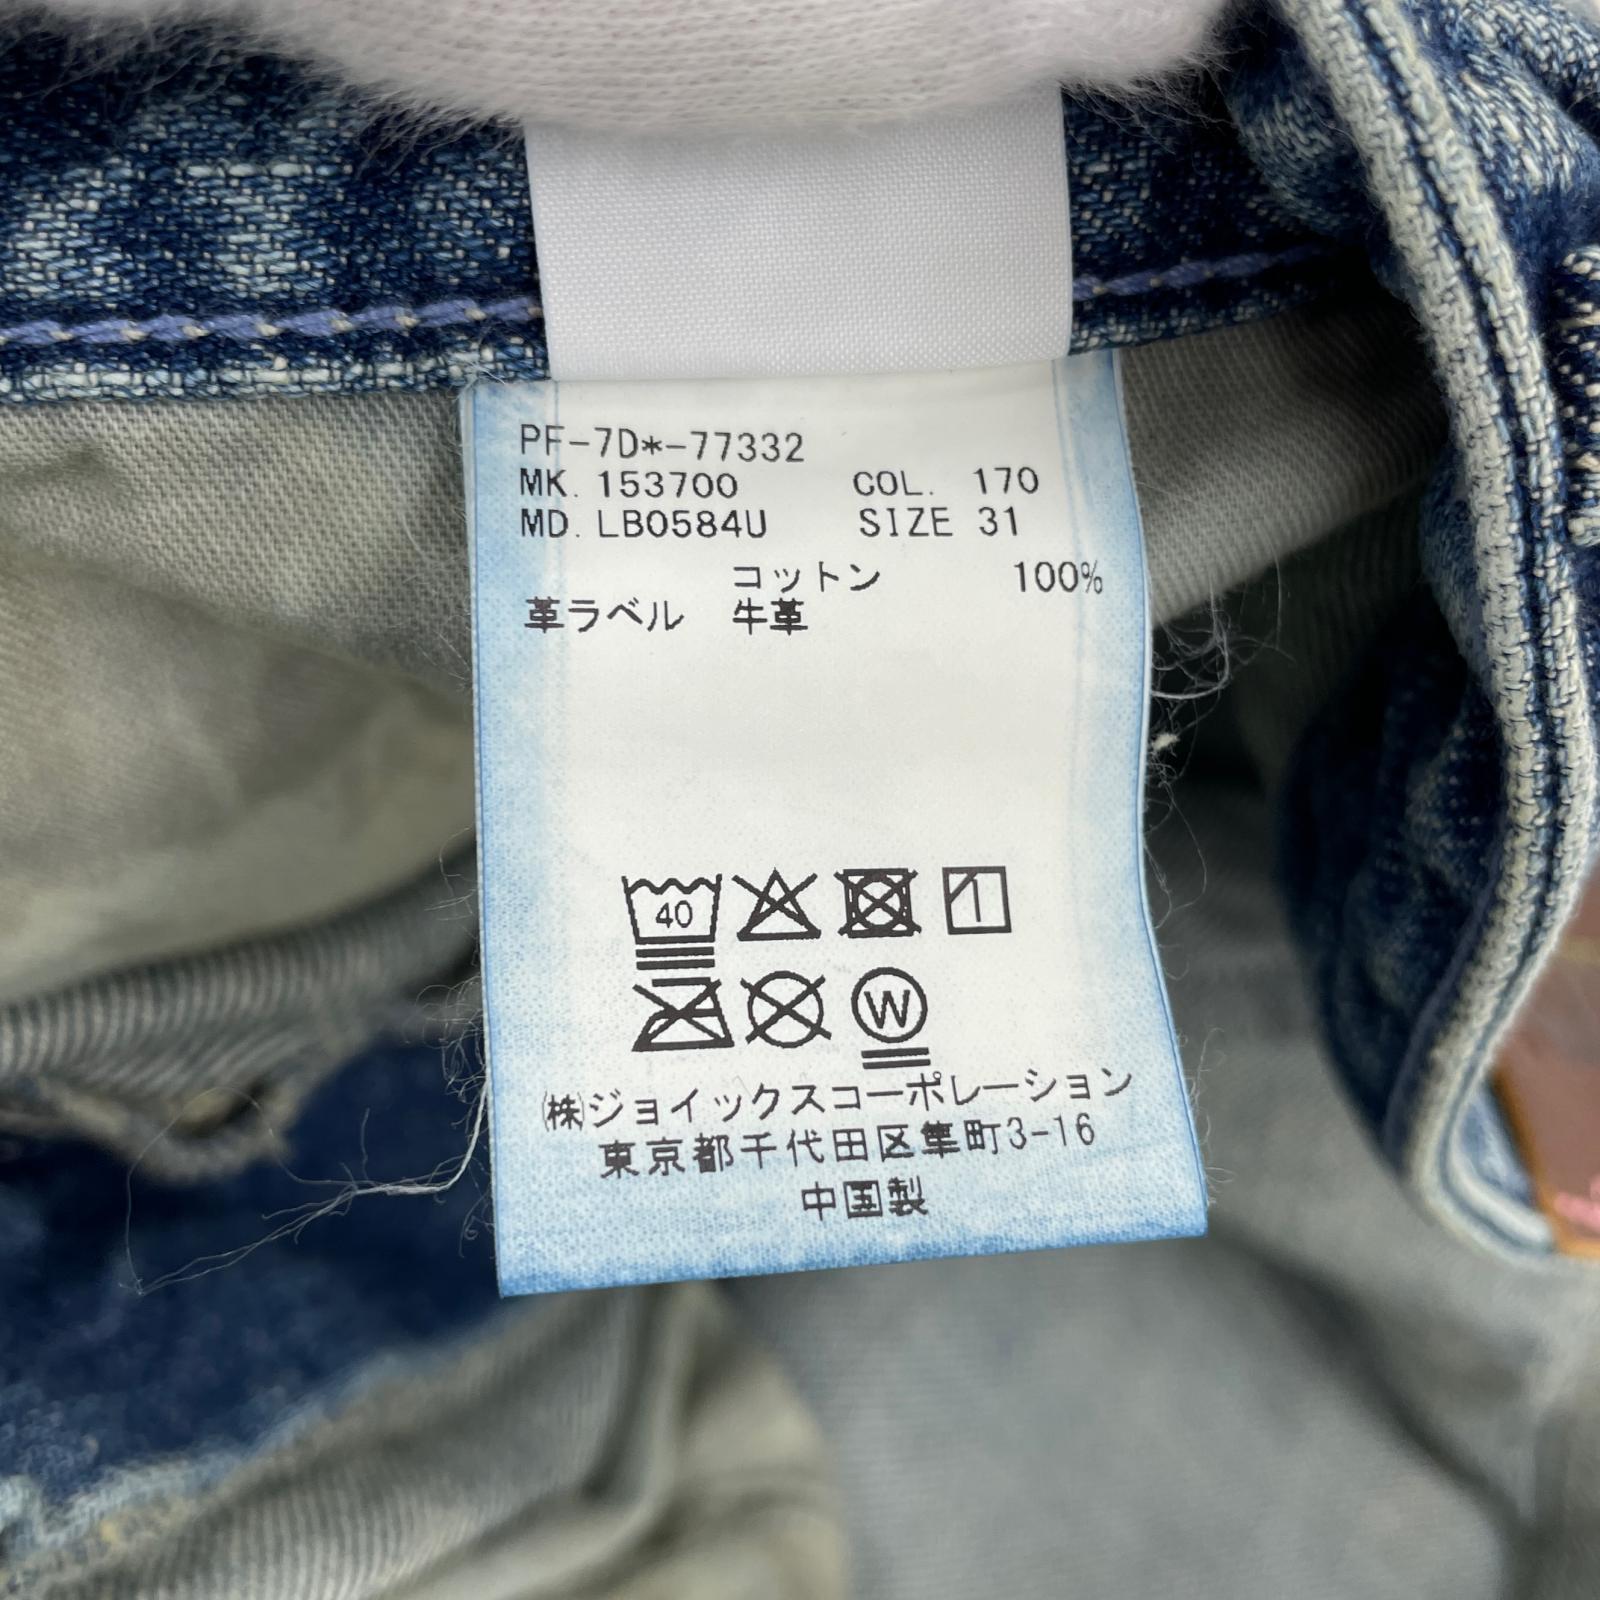 PF-7D*-77332
MK. 153700 COL. 170
MD. LB0584U SIZE 31
コットン 100%
革ラベル 牛革
40
W
㈱ジョイックスコーポレーション
東京都千代田区隼町3-16
中国製